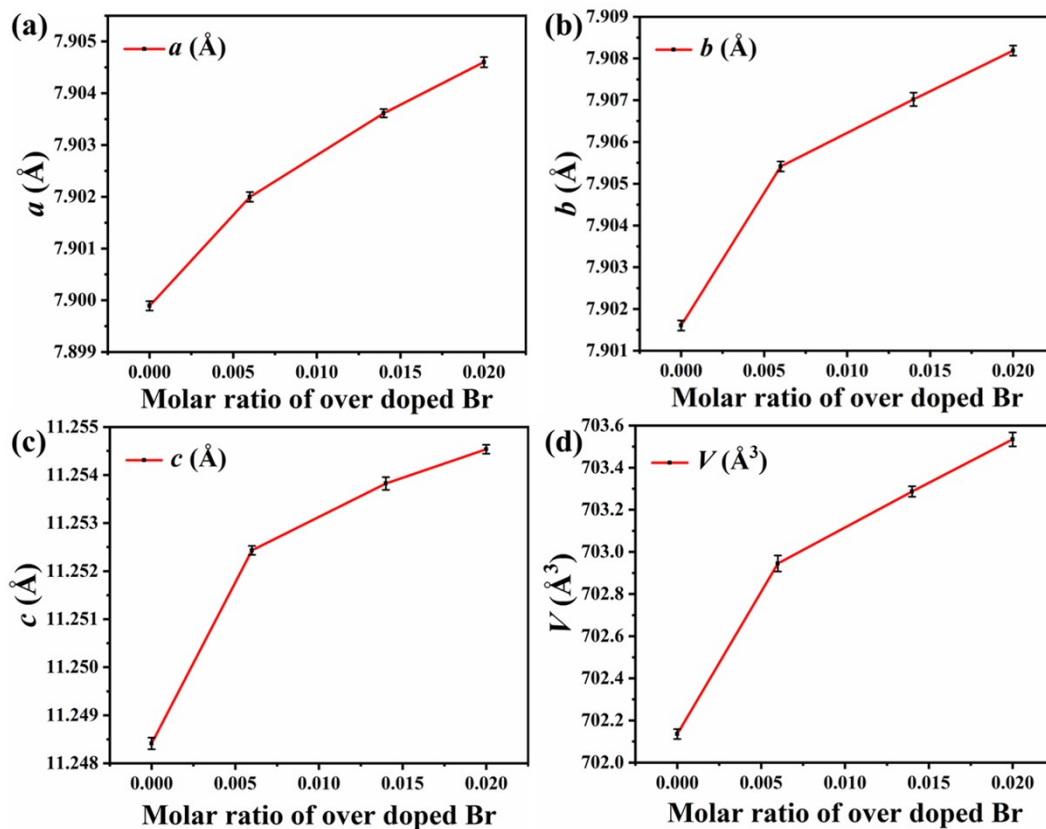 (a)
a (Å)
7.905
7.904
7.903
7.902
7.901
7.900
7.899
a (Å)
0.000 0.005 0.010 0.015 0.020
Molar ratio of over doped Br
(b)
b (Å)
7.909
7.908
7.907
7.906
7.905
7.904
7.903
7.902
7.901
b (Å)
0.000 0.005 0.010 0.015 0.020
Molar ratio of over doped Br
(c)
c (Å)
11.255
11.254
11.253
11.252
11.251
11.250
11.249
11.248
c (Å)
0.000 0.005 0.010 0.015 0.020
Molar ratio of over doped Br
(d)
V (Å³)
703.6
703.4
703.2
703.0
702.8
702.6
702.4
702.2
702.0
V (Å³)
0.000 0.005 0.010 0.015 0.020
Molar ratio of over doped Br